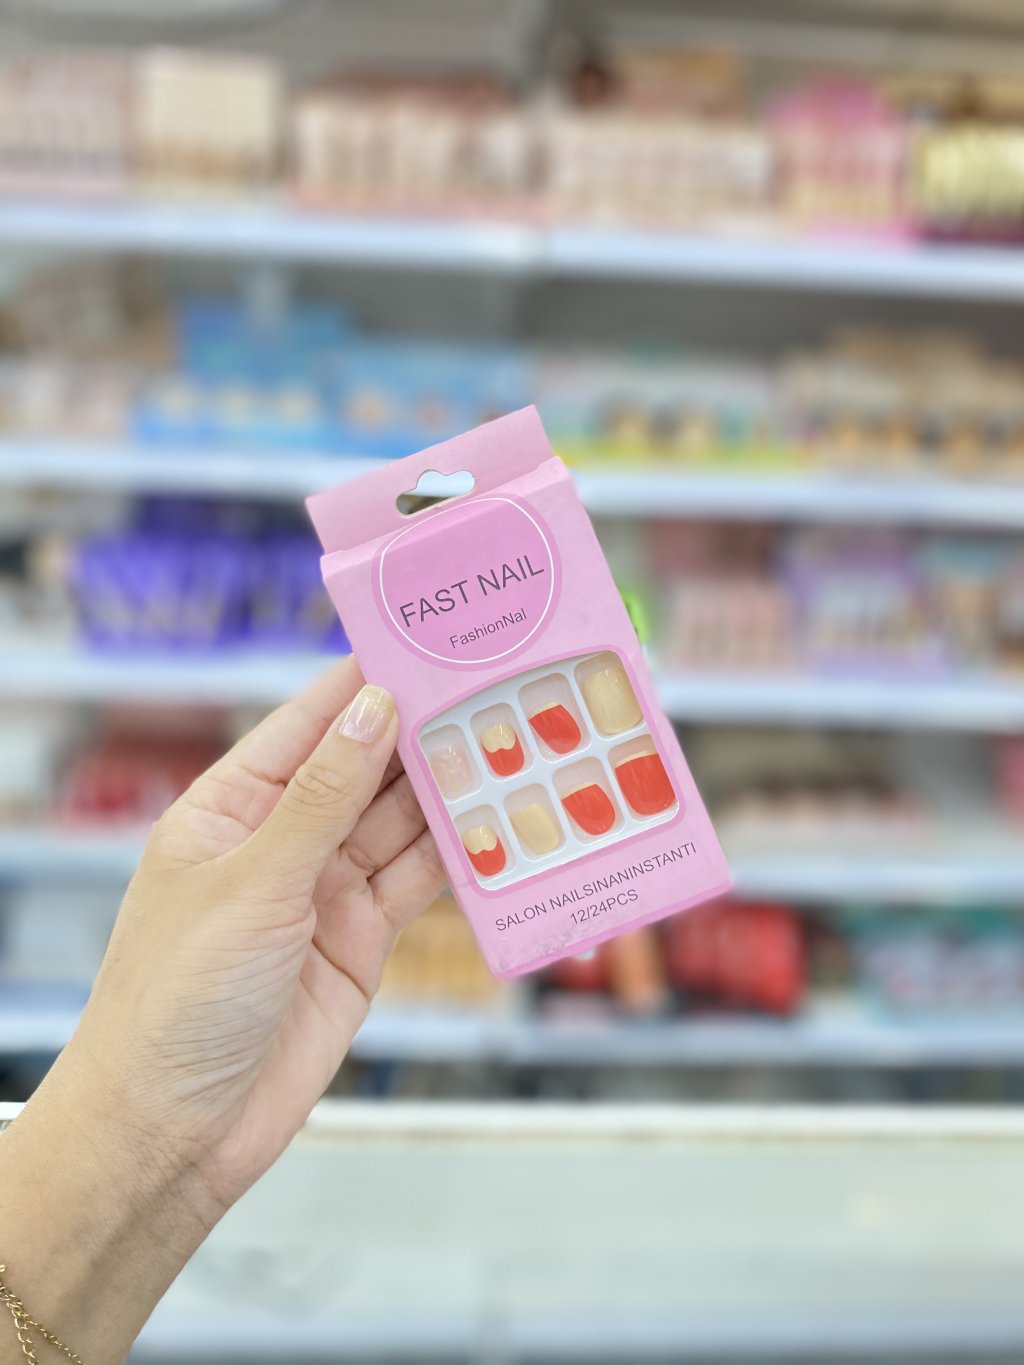 FAST NAIL
FashionNal
SALON NAILSINANINSTANTI
12/24PCS